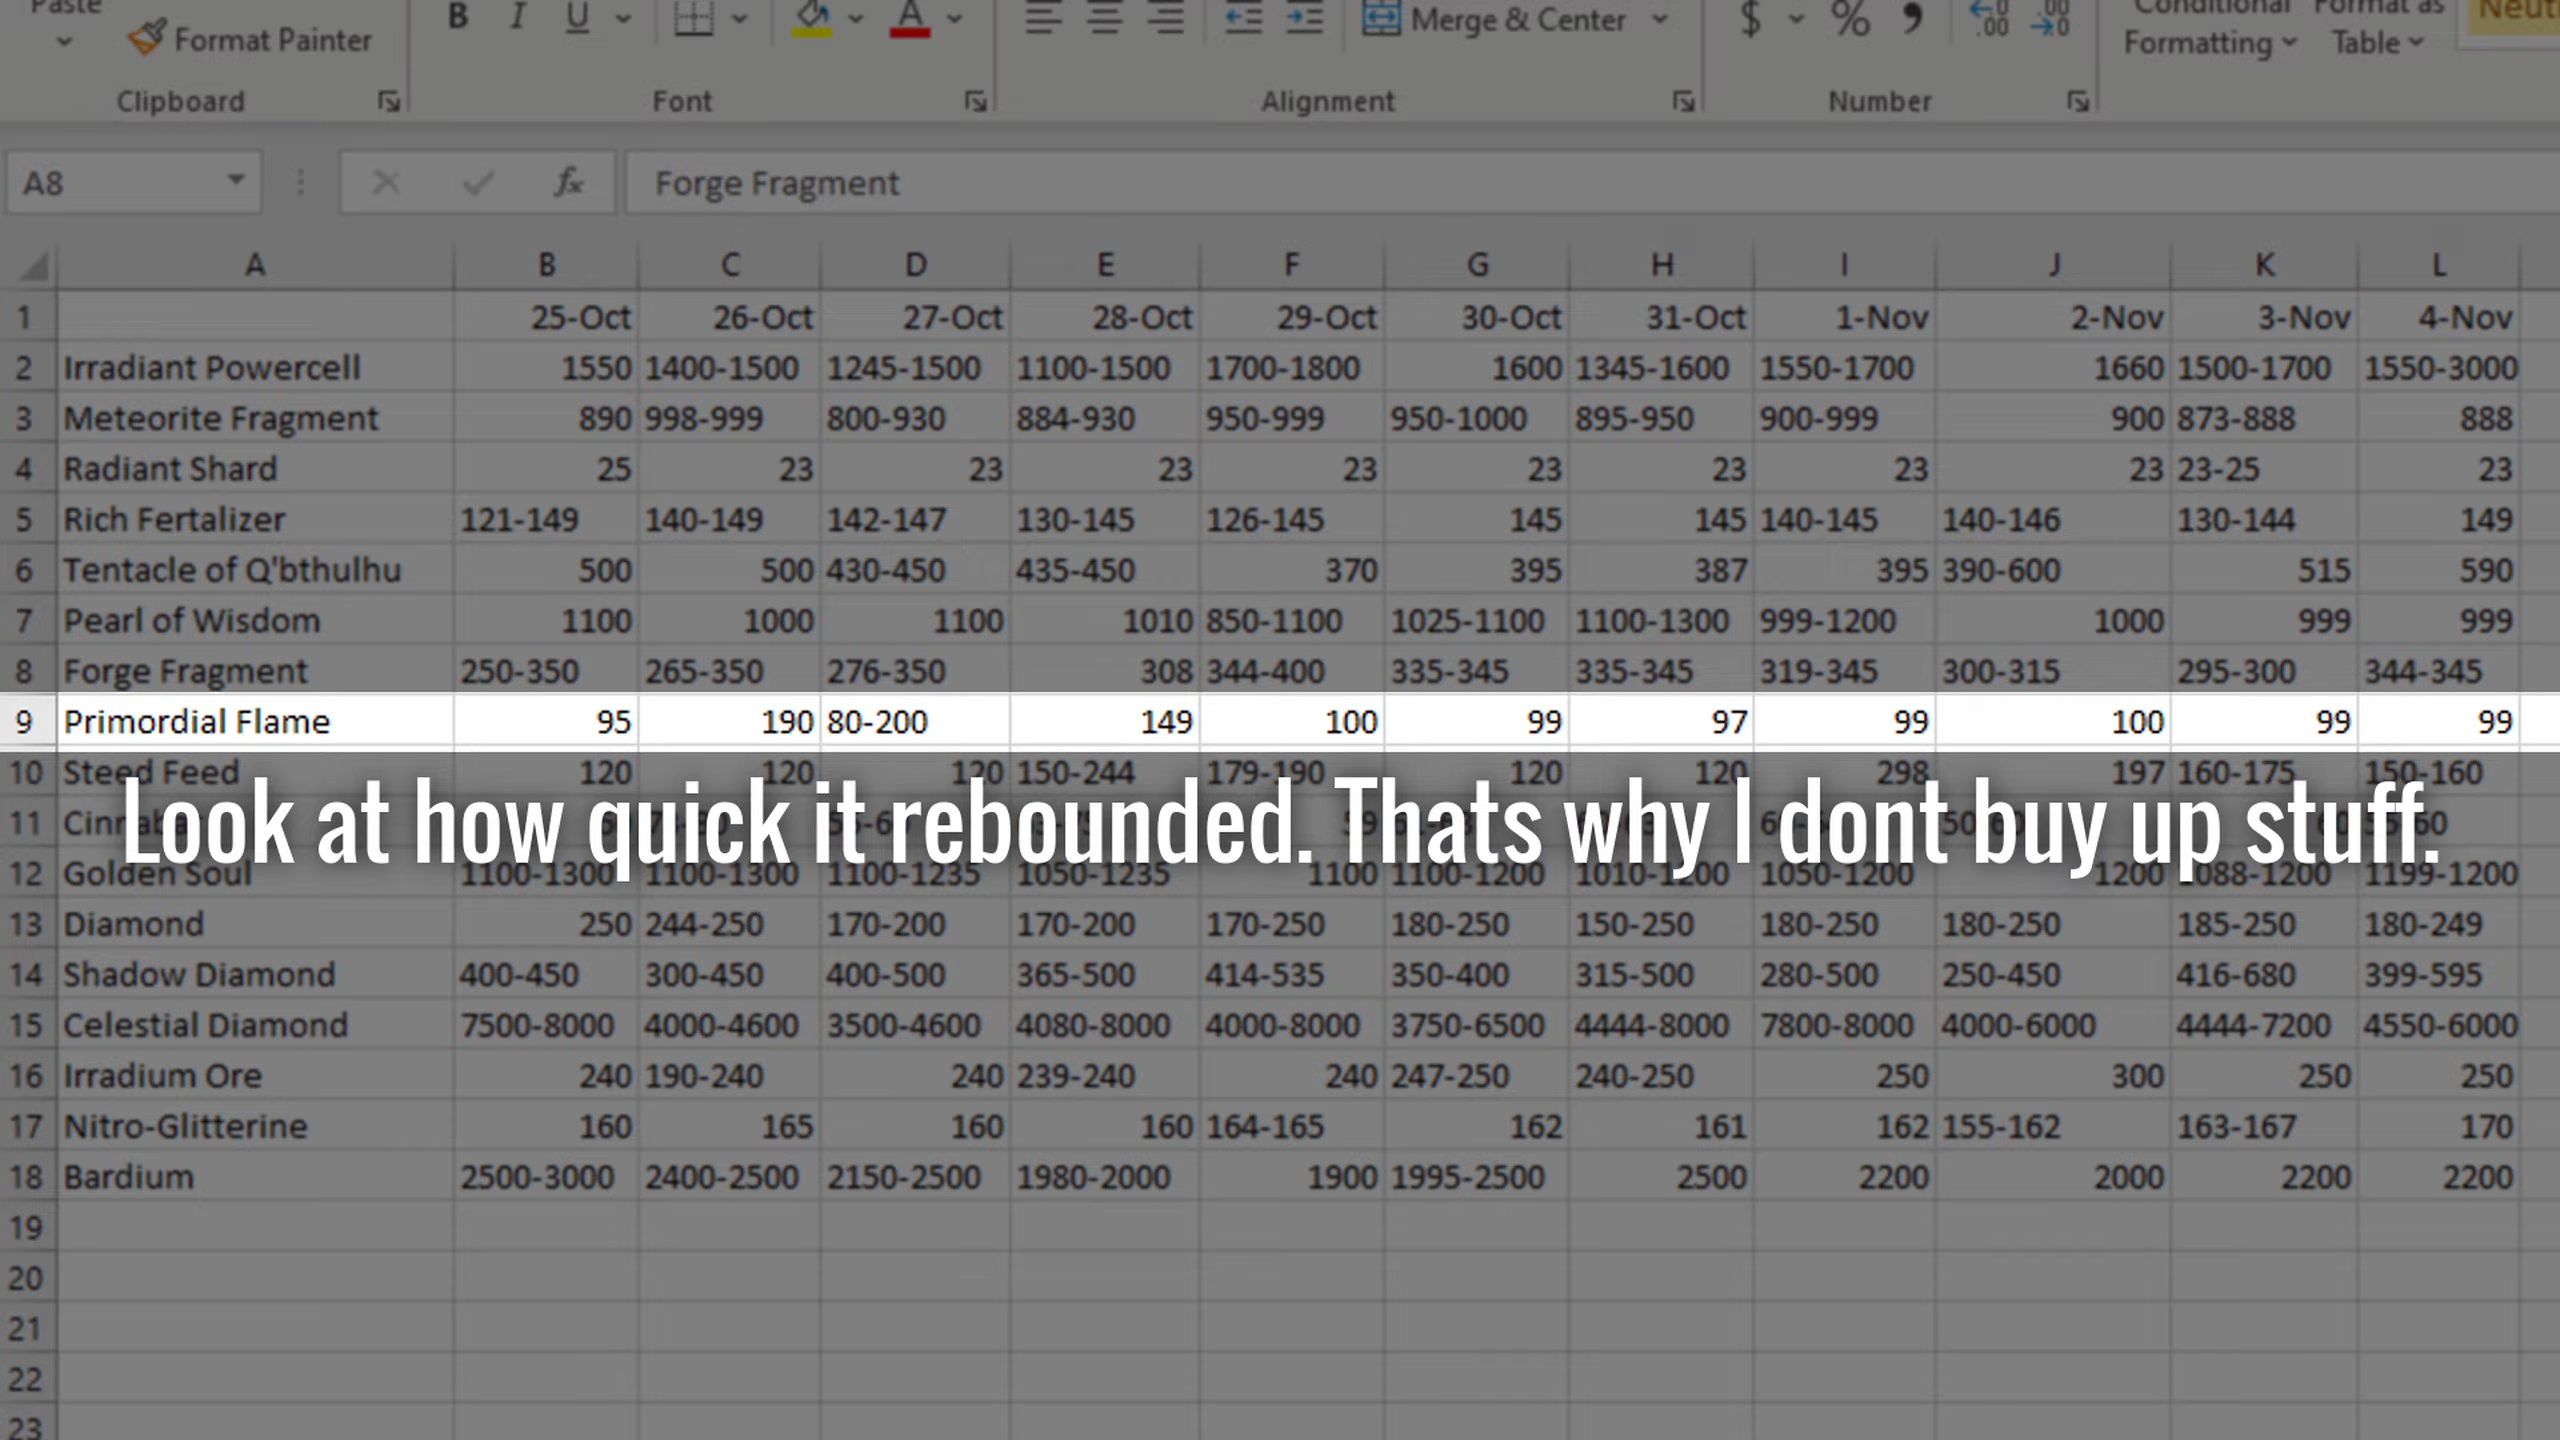 Paste
B I U A
Merge & Center
$ % 9
.00 .00
Conditional Format as Neut
Format Painter
Formatting Table
Clipboard Font Alignment Number
A8 fx Forge Fragment
A B C D E F G H I J K L
1 25-Oct 26-Oct 27-Oct 28-Oct 29-Oct 30-Oct 31-Oct 1-Nov 2-Nov 3-Nov 4-Nov
2 Irradiant Powercell 1550 1400-1500 1245-1500 1100-1500 1700-1800 1600 1345-1600 1550-1700 1660 1500-1700 1550-3000
3 Meteorite Fragment 890 998-999 800-930 884-930 950-999 950-1000 895-950 900-999 900 873-888 888
4 Radiant Shard 25 23 23 23 23 23 23 23 23 23-25 23
5 Rich Fertalizer 121-149 140-149 142-147 130-145 126-145 145 145 140-145 140-146 130-144 149
6 Tentacle of Q'bthulhu 500 500 430-450 435-450 370 395 387 395 390-600 515 590
7 Pearl of Wisdom 1100 1000 1100 1010 850-1100 1025-1100 1100-1300 999-1200 1000 999 999
8 Forge Fragment 250-350 265-350 276-350 308 344-400 335-345 335-345 319-345 300-315 295-300 344-345
9 Primordial Flame 95 190 80-200 149 100 99 97 99 100 99 99
10 Steed Feed 120 120 120 150-244 179-190 120 120 298 197 160-175 150-160
Look at how quick it rebounded. Thats why I dont buy up stuff.
11
12 Golden Soul 1100-1300 1100-1300 1100-1235 1050-1235 1100 1100-1200 1010-1200 1050-1200 1200 1088-1200 1199-1200
13 Diamond 250 244-250 170-200 170-200 170-250 180-250 150-250 180-250 180-250 185-250 180-249
14 Shadow Diamond 400-450 300-450 400-500 365-500 414-535 350-400 315-500 280-500 250-450 416-680 399-595
15 Celestial Diamond 7500-8000 4000-4600 3500-4600 4080-8000 4000-8000 3750-6500 4444-8000 7800-8000 4000-6000 4444-7200 4550-6000
16 Irradium Ore 240 190-240 240 239-240 240 247-250 240-250 250 300 250 250
17 Nitro-Glitterine 160 165 160 160 164-165 162 161 162 155-162 163-167 170
18 Bardium 2500-3000 2400-2500 2150-2500 1980-2000 1900 1995-2500 2500 2200 2000 2200 2200
19
20
21
22
23